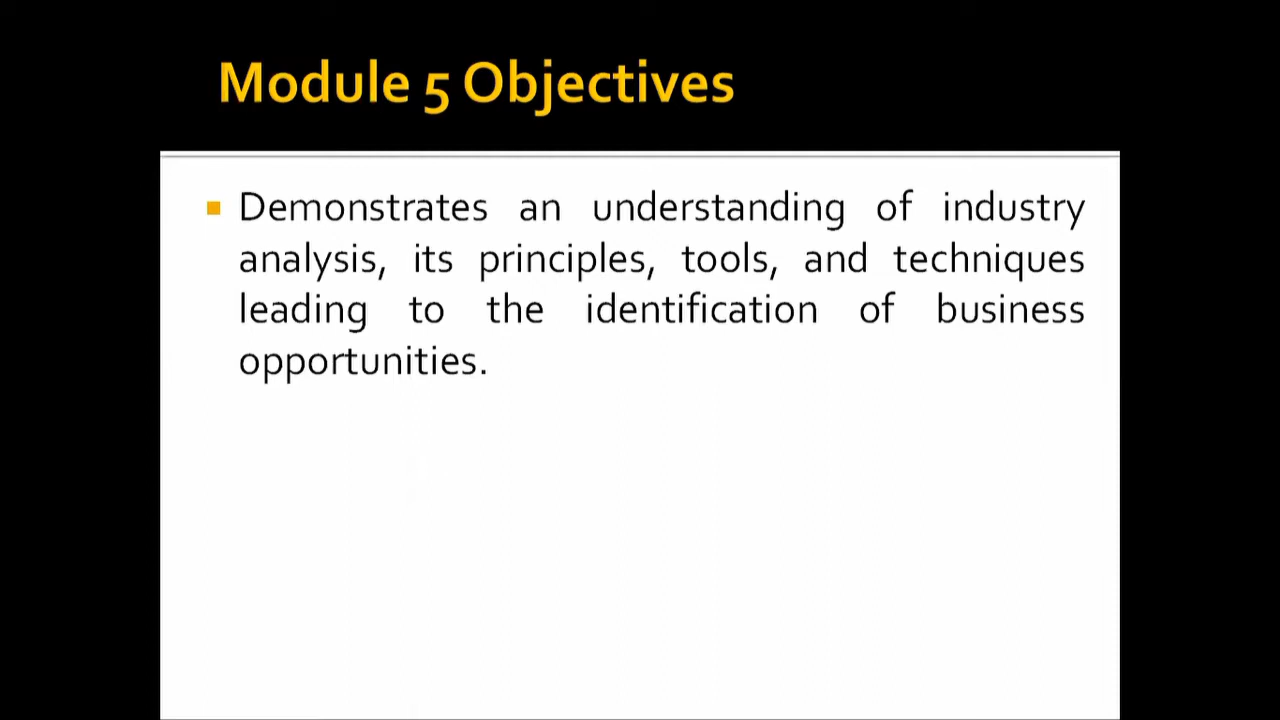 Module 5 Objectives
Demonstrates an understanding of industry
analysis, its principles, tools, and techniques
leading to the identification of business
opportunities.